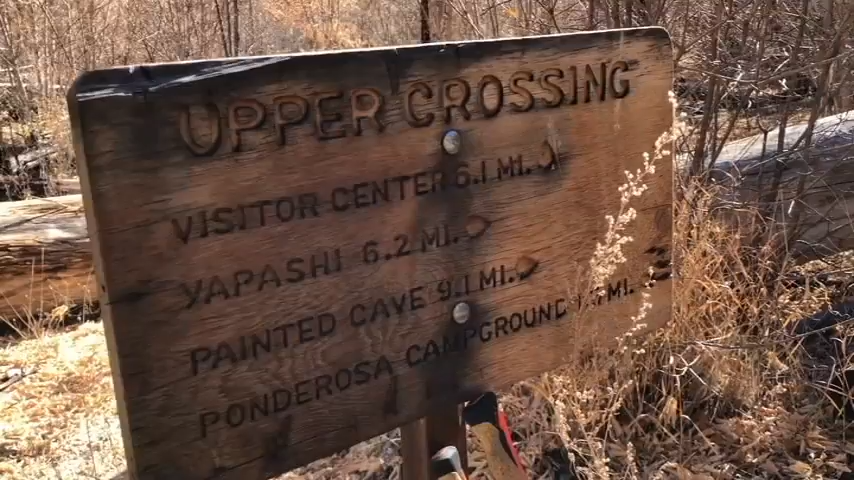 UPPER CROSSING
VISITOR CENTER 6.1 MI.
YAPASHI 6.2 MI.
PAINTED CAVE 9.1 MI.
PONDEROSA CAMPGROUND MI.